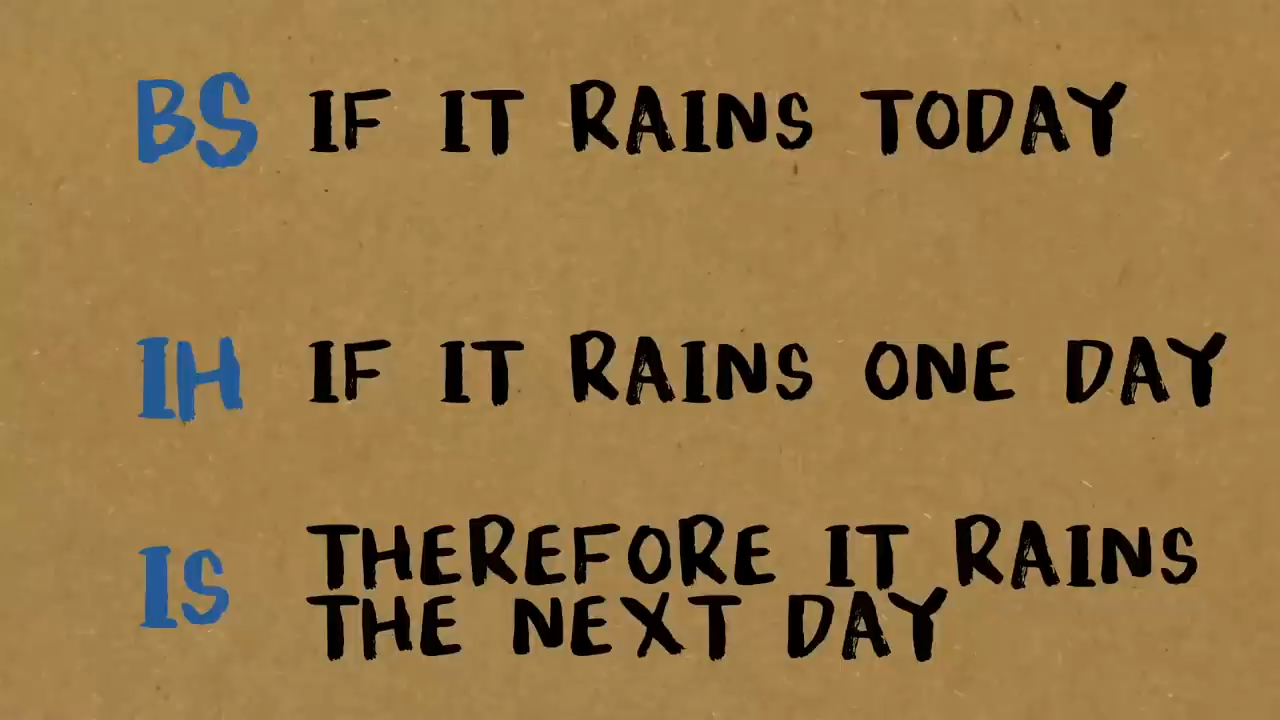 BS IF IT RAINS TODAY
IH IF IT RAINS ONE DAY
IS THEREFORE IT RAINS
THE NEXT DAY